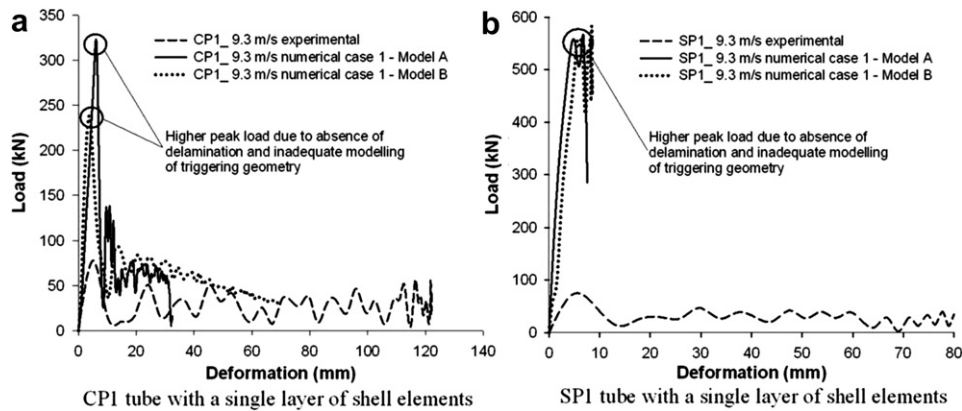 a
350
300
250
200
150
100
50
0
Load (kN)
CP1_ 9.3 m/s experimental
CP1_ 9.3 m/s numerical case 1 - Model A
CP1_ 9.3 m/s numerical case 1 - Model B
Higher peak load due to absence of
delamination and inadequate modelling
of triggering geometry
0 20 40 60 80 100 120 140
Deformation (mm)
CP1 tube with a single layer of shell elements
b
600
500
400
300
200
100
0
Load (kN)
SP1_ 9.3 m/s experimental
SP1_ 9.3 m/s numerical case 1 - Model A
SP1_ 9.3 m/s numerical case 1 - Model B
Higher peak load due to absence of
delamination and inadequate modelling
of triggering geometry
0 10 20 30 40 50 60 70 80
Deformation (mm)
SP1 tube with a single layer of shell elements